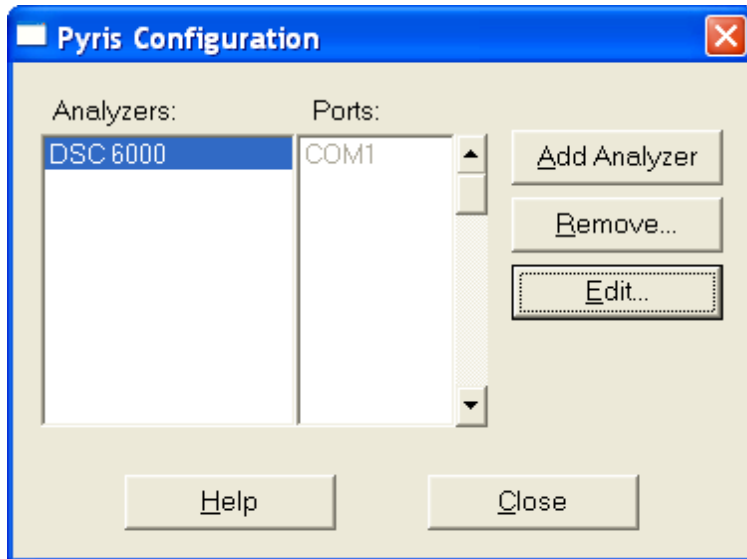 Pyris Configuration
Analyzers: Ports:
DSC 6000 COM1
Add Analyzer
Remove...
Edit...
Help Close